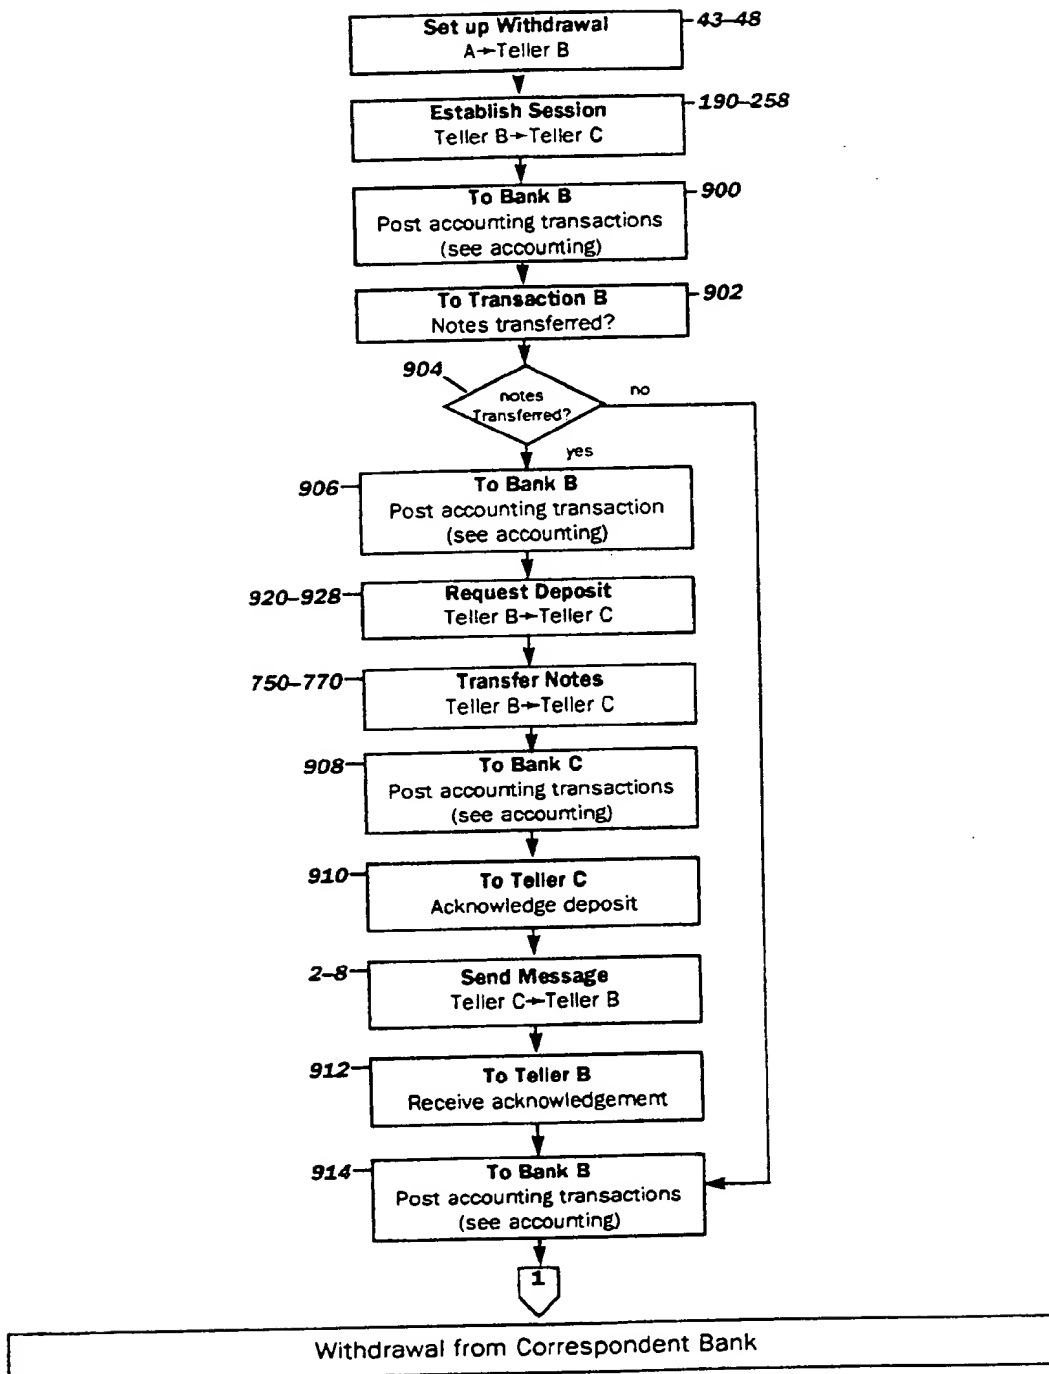 Set up Withdrawal
A→Teller B
43–48
Establish Session
Teller B→Teller C
190–258
To Bank B
Post accounting transactions
(see accounting)
900
To Transaction B
Notes transferred?
902
904
notes
Transferred?
no
yes
906
To Bank B
Post accounting transaction
(see accounting)
920–928
Request Deposit
Teller B→Teller C
750–770
Transfer Notes
Teller B→Teller C
908
To Bank C
Post accounting transactions
(see accounting)
910
To Teller C
Acknowledge deposit
2–8
Send Message
Teller C→Teller B
912
To Teller B
Receive acknowledgement
914
To Bank B
Post accounting transactions
(see accounting)
1
Withdrawal from Correspondent Bank